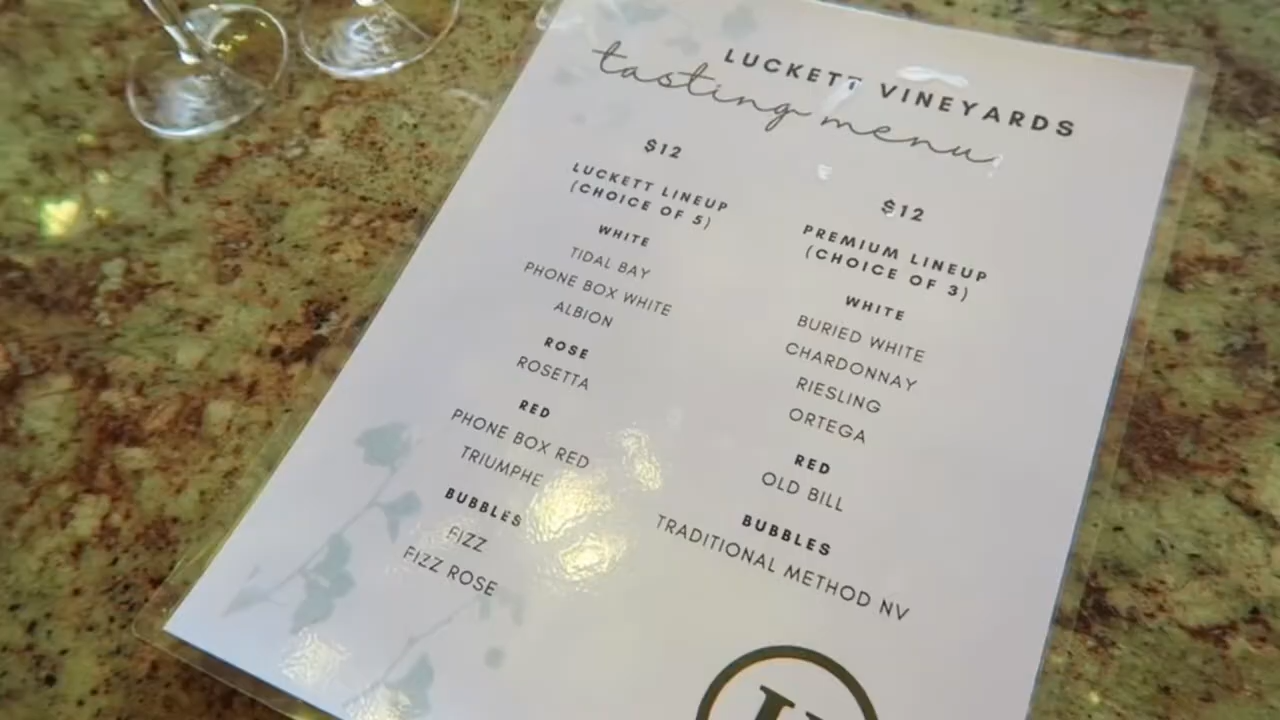 LUCKETT VINEYARDS
tasting menu
$12
LUCKETT LINEUP
(CHOICE OF 5)
WHITE
TIDAL BAY
PHONE BOX WHITE
ALBION
ROSE
ROSETTA
RED
PHONE BOX RED
TRIUMPHE
BUBBLES
FIZZ
FIZZ ROSE
$12
PREMIUM LINEUP
(CHOICE OF 3)
WHITE
BURIED WHITE
CHARDONNAY
RIESLING
ORTEGA
RED
OLD BILL
BUBBLES
TRADITIONAL METHOD NV